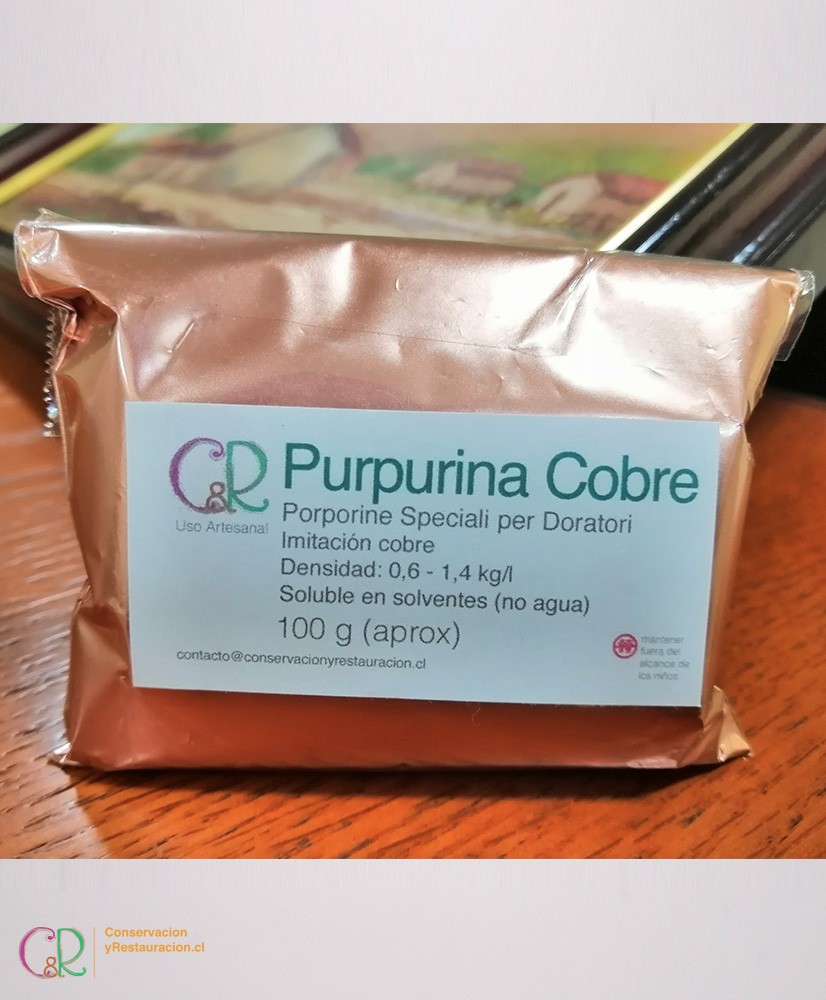 C&R
Uso Artesanal
Purpurina Cobre
Porporine Speciali per Doratori
Imitación cobre
Densidad: 0,6 - 1,4 kg/l
Soluble en solventes (no agua)
100 g (aprox)
contacto@conservacionyrestauracion.cl
mantener
fuera del
alcance de
los niños
C&R
Conservacion
yRestauracion.cl